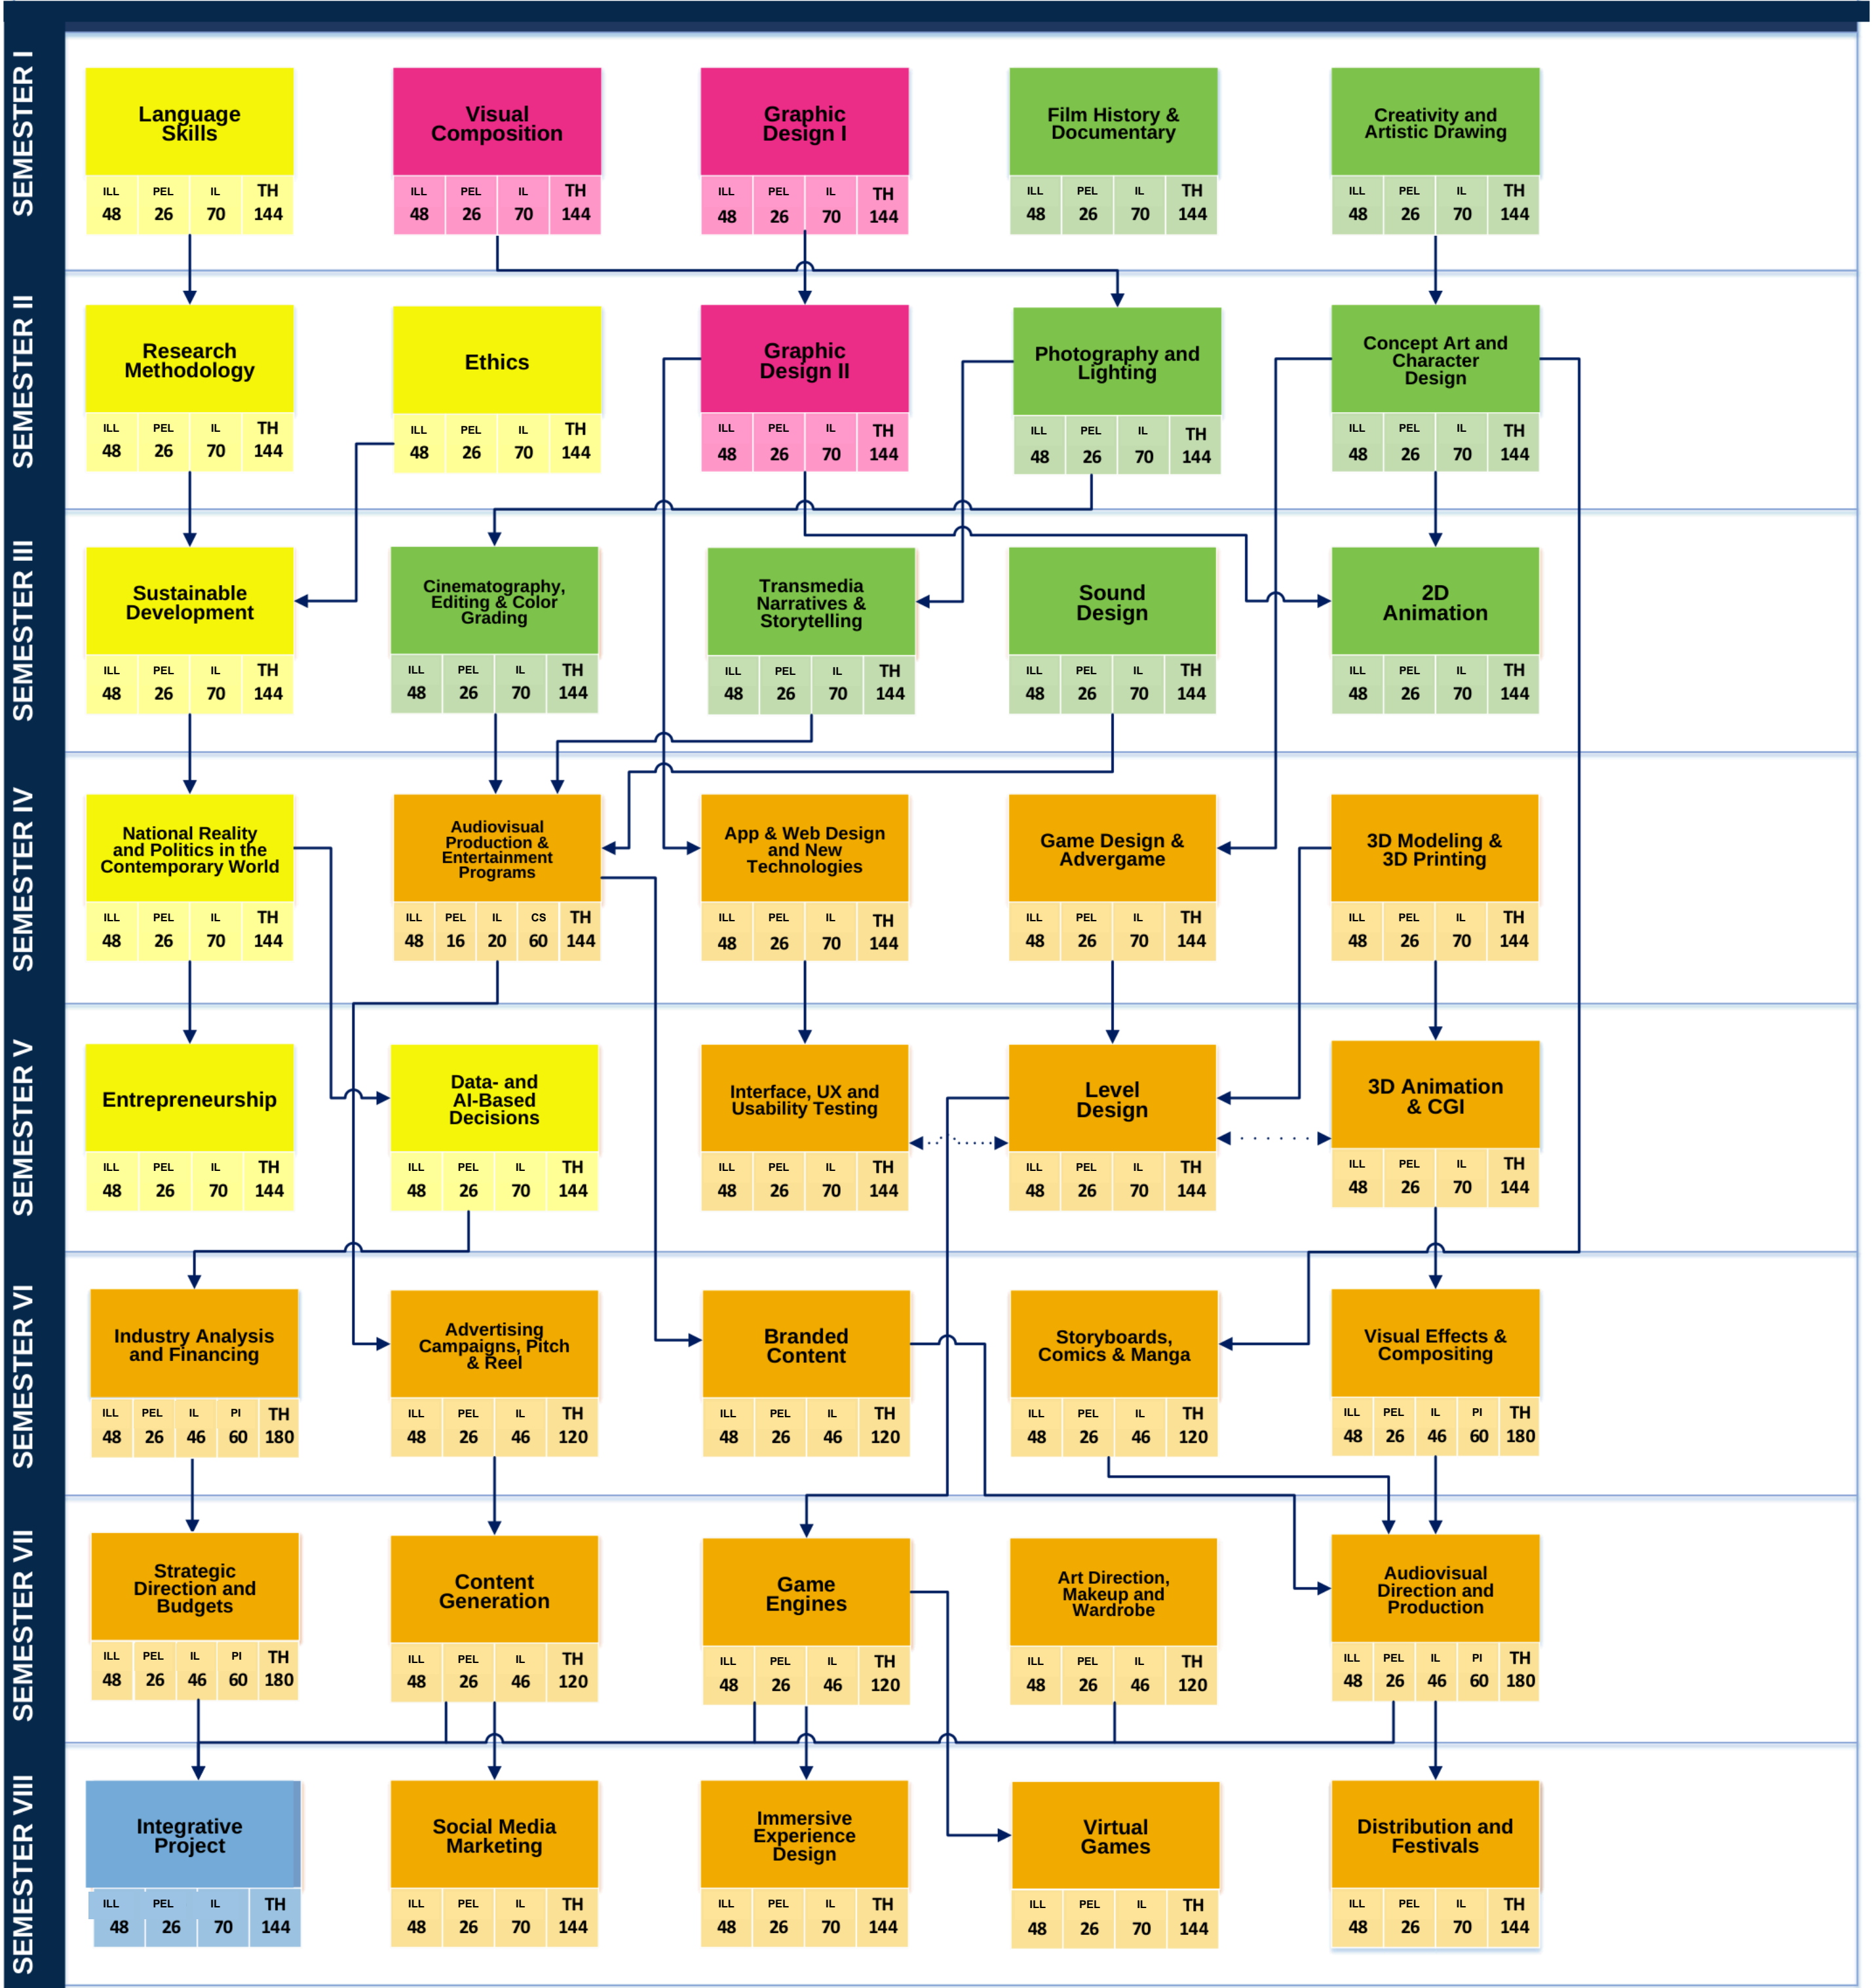 SEMESTER I
Language
Skills
ILL PEL IL TH
48 26 70 144
Visual
Composition
ILL PEL IL TH
48 26 70 144
Graphic
Design I
ILL PEL IL TH
48 26 70 144
Film History &
Documentary
ILL PEL IL TH
48 26 70 144
Creativity and
Artistic Drawing
ILL PEL IL TH
48 26 70 144
SEMESTER II
Research
Methodology
ILL PEL IL TH
48 26 70 144
Ethics
ILL PEL IL TH
48 26 70 144
Graphic
Design II
ILL PEL IL TH
48 26 70 144
Photography and
Lighting
ILL PEL IL TH
48 26 70 144
Concept Art and
Character
Design
ILL PEL IL TH
48 26 70 144
SEMESTER III
Sustainable
Development
ILL PEL IL TH
48 26 70 144
Cinematography,
Editing & Color
Grading
ILL PEL IL TH
48 26 70 144
Transmedia
Narratives &
Storytelling
ILL PEL IL TH
48 26 70 144
Sound
Design
ILL PEL IL TH
48 26 70 144
2D
Animation
ILL PEL IL TH
48 26 70 144
SEMESTER IV
National Reality
and Politics in the
Contemporary World
ILL PEL IL TH
48 26 70 144
Audiovisual
Production &
Entertainment
Programs
ILL PEL IL CS TH
48 16 20 60 144
App & Web Design
and New
Technologies
ILL PEL IL TH
48 26 70 144
Game Design &
Advergame
ILL PEL IL TH
48 26 70 144
3D Modeling &
3D Printing
ILL PEL IL TH
48 26 70 144
SEMESTER V
Entrepreneurship
ILL PEL IL TH
48 26 70 144
Data- and
AI-Based
Decisions
ILL PEL IL TH
48 26 70 144
Interface, UX and
Usability Testing
ILL PEL IL TH
48 26 70 144
Level
Design
ILL PEL IL TH
48 26 70 144
3D Animation
& CGI
ILL PEL IL TH
48 26 70 144
SEMESTER VI
Industry Analysis
and Financing
ILL PEL IL PI TH
48 26 46 60 180
Advertising
Campaigns, Pitch
& Reel
ILL PEL IL TH
48 26 46 120
Branded
Content
ILL PEL IL TH
48 26 46 120
Storyboards,
Comics & Manga
ILL PEL IL TH
48 26 46 120
Visual Effects &
Compositing
ILL PEL IL PI TH
48 26 46 60 180
SEMESTER VII
Strategic
Direction and
Budgets
ILL PEL IL PI TH
48 26 46 60 180
Content
Generation
ILL PEL IL TH
48 26 46 120
Game
Engines
ILL PEL IL TH
48 26 46 120
Art Direction,
Makeup and
Wardrobe
ILL PEL IL TH
48 26 46 120
Audiovisual
Direction and
Production
ILL PEL IL PI TH
48 26 46 60 180
SEMESTER VIII
Integrative
Project
ILL PEL IL TH
48 26 70 144
Social Media
Marketing
ILL PEL IL TH
48 26 70 144
Immersive
Experience
Design
ILL PEL IL TH
48 26 70 144
Virtual
Games
ILL PEL IL TH
48 26 70 144
Distribution and
Festivals
ILL PEL IL TH
48 26 70 144